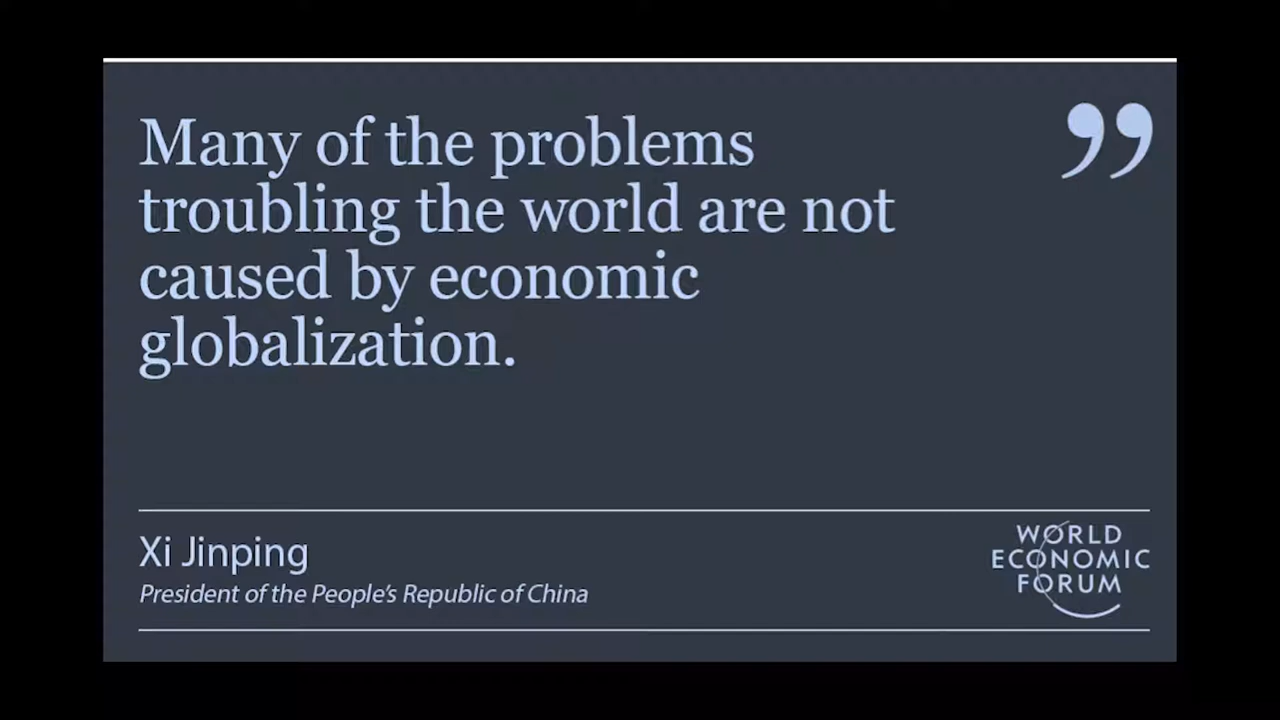 Many of the problems
troubling the world are not
caused by economic
globalization.
”
Xi Jinping
President of the People's Republic of China
WORLD
ECONOMIC
FORUM